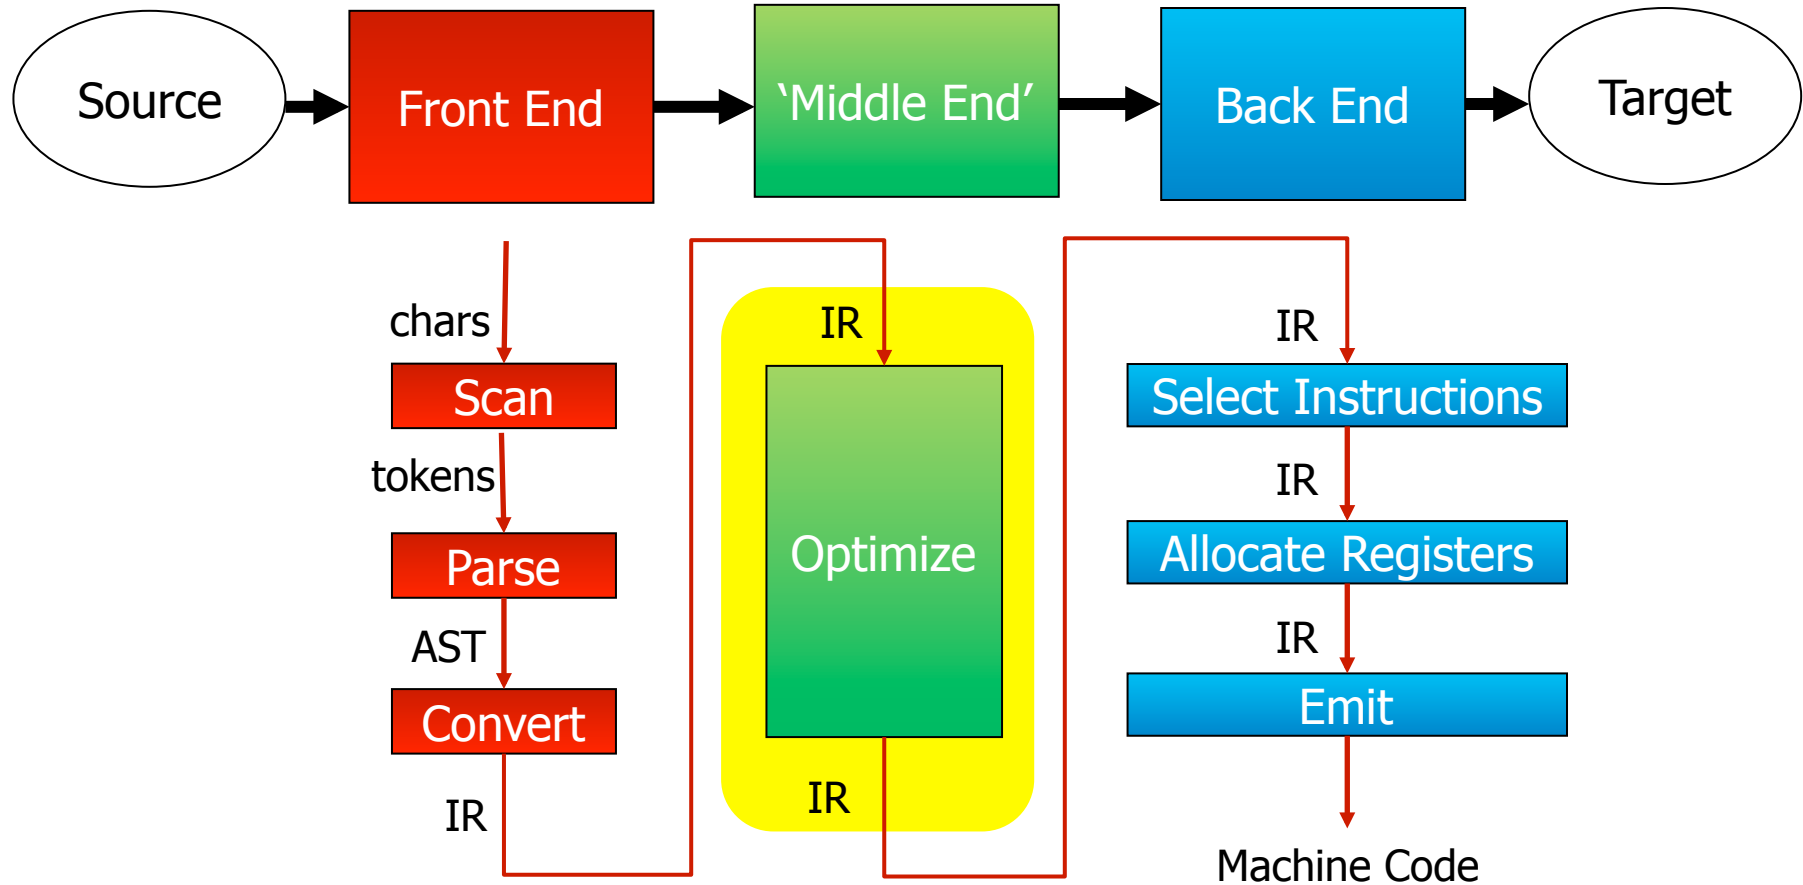 Source
Front End
‘Middle End’
Back End
Target
chars
Scan
tokens
Parse
AST
Convert
IR
IR
Optimize
IR
IR
Select Instructions
IR
Allocate Registers
IR
Emit
Machine Code